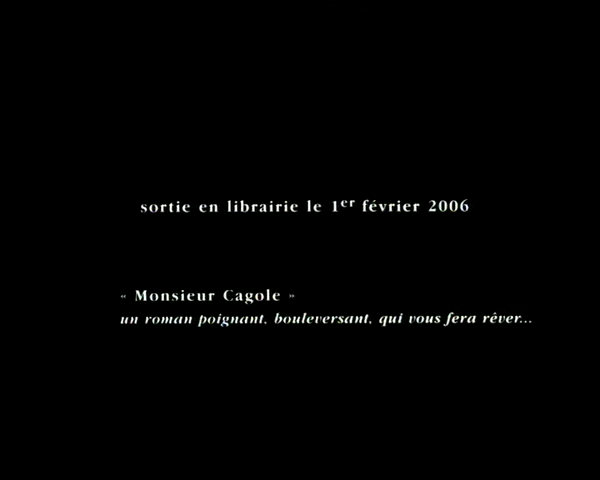 sortie en librairie le 1er février 2006
« Monsieur Cagole »
un roman poignant, bouleversant, qui vous fera rêver...